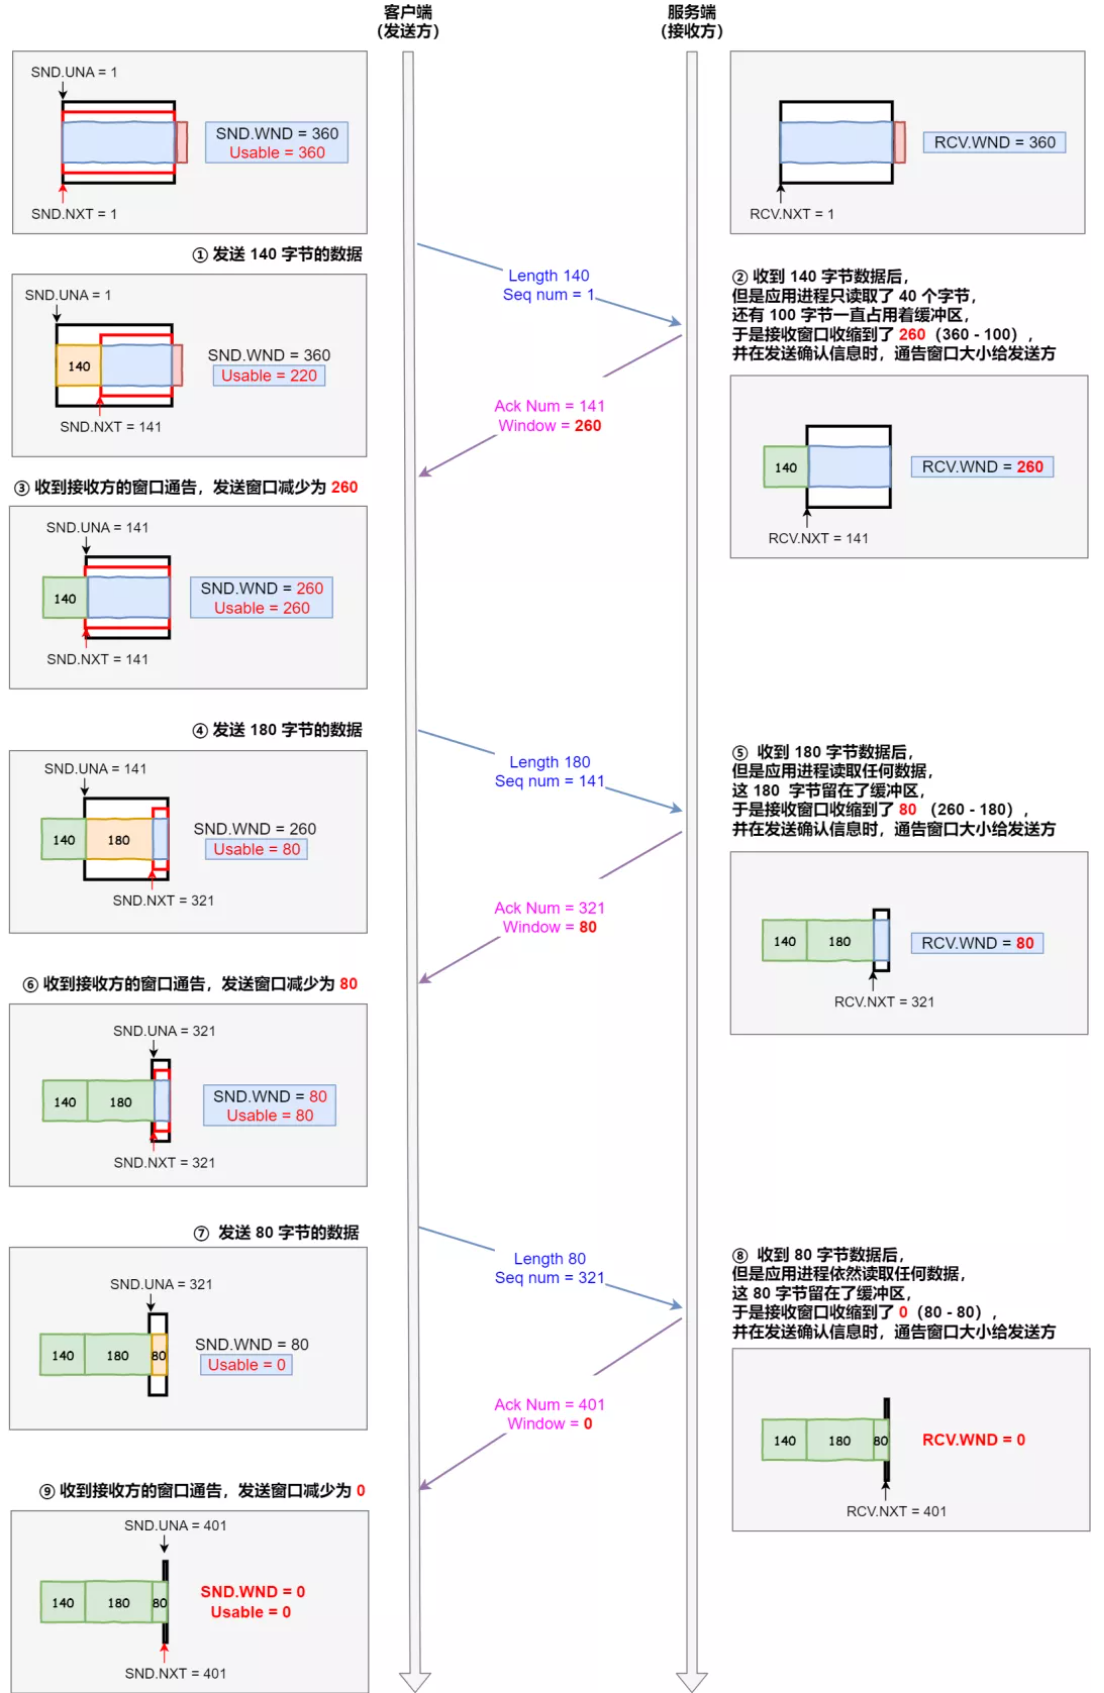 客户端
（发送方）
服务端
（接收方）
SND.UNA = 1
SND.WND = 360
Usable = 360
SND.NXT = 1
RCV.WND = 360
RCV.NXT = 1
① 发送 140 字节的数据
Length 140
Seq num = 1
② 收到 140 字节数据后，
但是应用进程只读取了 40 个字节，
还有 100 字节一直占用着缓冲区，
于是接收窗口收缩到了 260（360 - 100），
并在发送确认信息时，通告窗口大小给发送方
SND.UNA = 1
140
SND.WND = 360
Usable = 220
SND.NXT = 141
Ack Num = 141
Window = 260
140
RCV.WND = 260
RCV.NXT = 141
③ 收到接收方的窗口通告，发送窗口减少为 260
SND.UNA = 141
140
SND.WND = 260
Usable = 260
SND.NXT = 141
④ 发送 180 字节的数据
Length 180
Seq num = 141
⑤ 收到 180 字节数据后，
但是应用进程读取任何数据，
这 180 字节留在了缓冲区，
于是接收窗口收缩到了 80 （260 - 180），
并在发送确认信息时，通告窗口大小给发送方
SND.UNA = 141
140
180
SND.WND = 260
Usable = 80
SND.NXT = 321
Ack Num = 321
Window = 80
140
180
RCV.WND = 80
RCV.NXT = 321
⑥ 收到接收方的窗口通告，发送窗口减少为 80
SND.UNA = 321
140
180
SND.WND = 80
Usable = 80
SND.NXT = 321
⑦ 发送 80 字节的数据
Length 80
Seq num = 321
⑧ 收到 80 字节数据后，
但是应用进程依然读取任何数据，
这 80 字节留在了缓冲区，
于是接收窗口收缩到了 0（80 - 80），
并在发送确认信息时，通告窗口大小给发送方
SND.UNA = 321
140
180
80
SND.WND = 80
Usable = 0
Ack Num = 401
Window = 0
140
180
80
RCV.WND = 0
RCV.NXT = 401
⑨ 收到接收方的窗口通告，发送窗口减少为 0
SND.UNA = 401
140
180
80
SND.WND = 0
Usable = 0
SND.NXT = 401